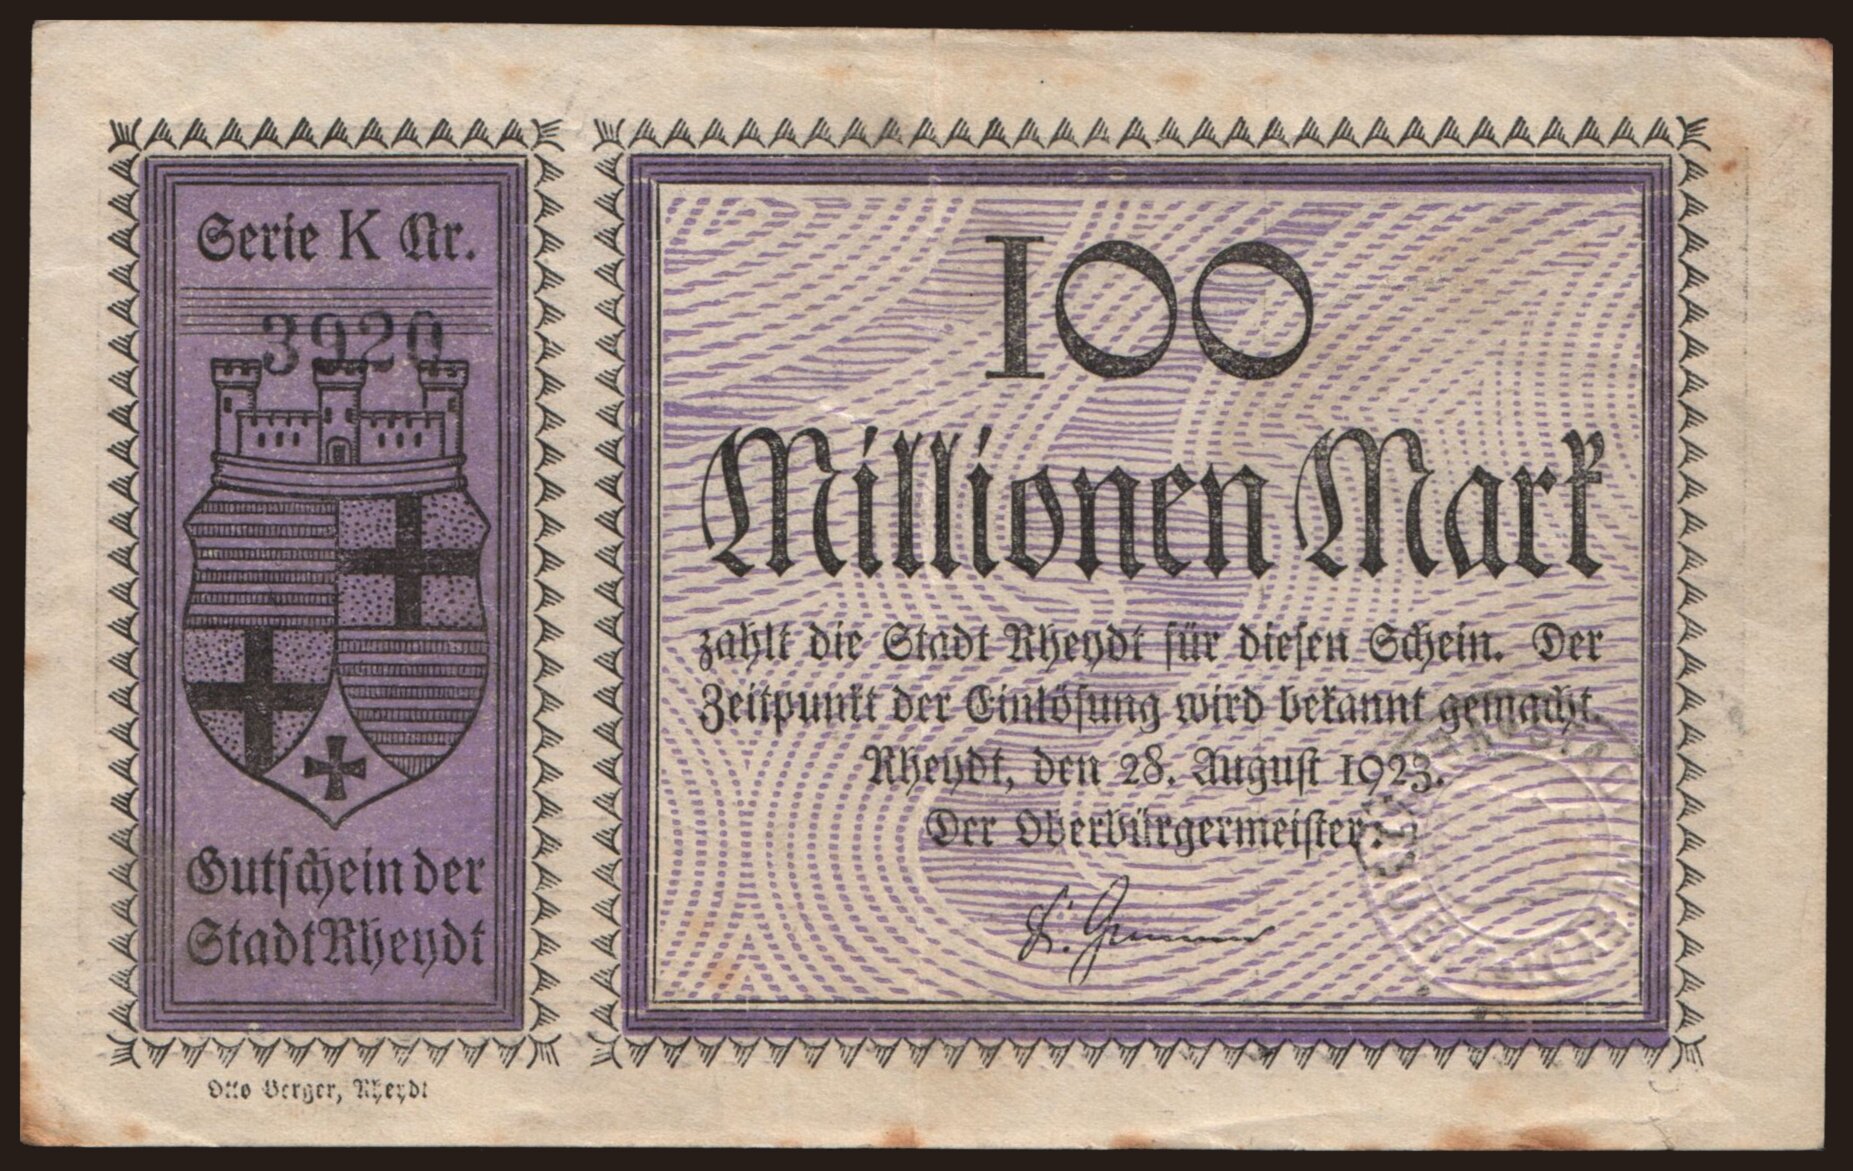 Serie K Nr.
3920
Gutschein der
Stadt Rheydt
100
Millionen Mark
zahlt die Stadt Rheydt für diesen Schein. Der
Zeitpunkt der Einlösung wird bekannt gemacht.
Rheydt, den 28. August 1923.
Der Oberbürgermeister:
Otto Berger, Rheydt